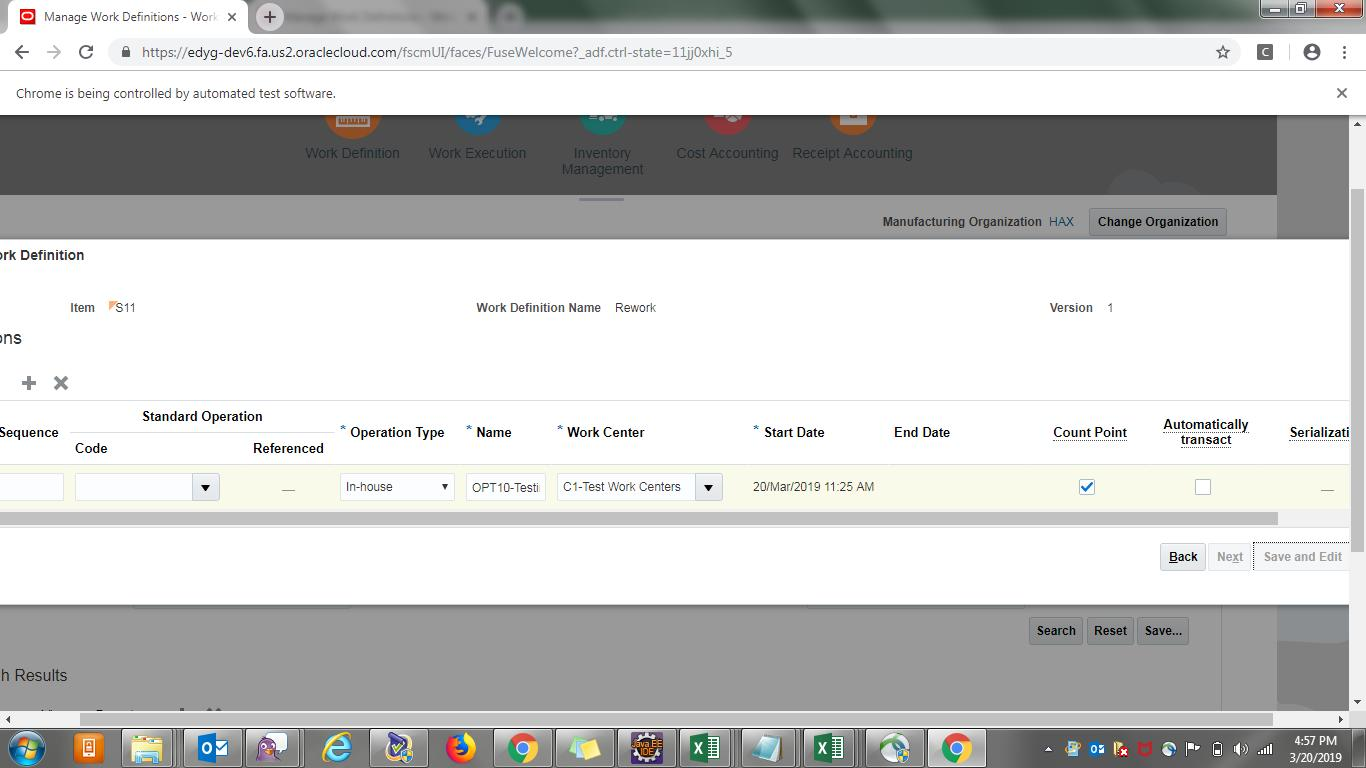 Manage Work Definitions - Work
https://edyg-dev6.fa.us2.oraclecloud.com/fscmUI/faces/FuseWelcome?_adf.ctrl-state=11jj0xhi_5
Chrome is being controlled by automated test software.
Work Definition
Work Execution
Inventory Management
Cost Accounting
Receipt Accounting
Manufacturing Organization HAX Change Organization
ork Definition
Item S11 Work Definition Name Rework Version 1
ons
Standard Operation
Sequence Code Referenced * Operation Type * Name * Work Center * Start Date End Date Count Point Automatically transact Serializati
In-house OPT10-Testi C1-Test Work Centers 20/Mar/2019 11:25 AM
Back Next Save and Edit
Search Reset Save...
h Results
4:57 PM
3/20/2019